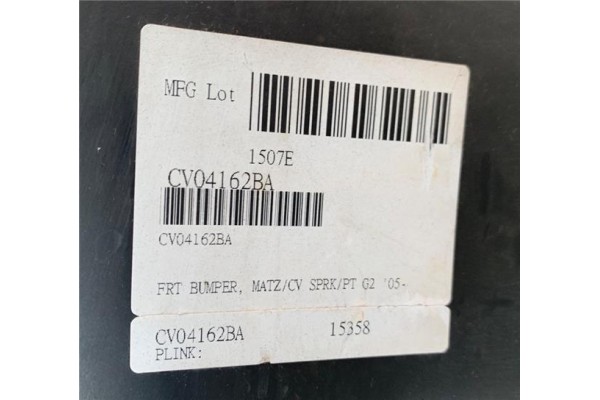 MFG Lot
1507E
CV04162BA
CV04162BA
FRT BUMPER, MATZ/CV SPRK/PT G2 '05-
CV04162BA 15358
PLINK: